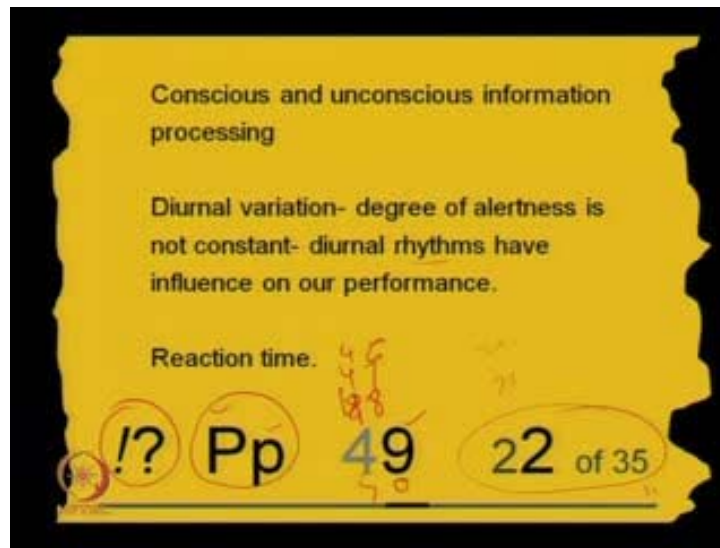 Conscious and unconscious information
processing
Diurnal variation- degree of alertness is
not constant- diurnal rhythms have
influence on our performance.
Reaction time.
!? Pp 49 22 of 35